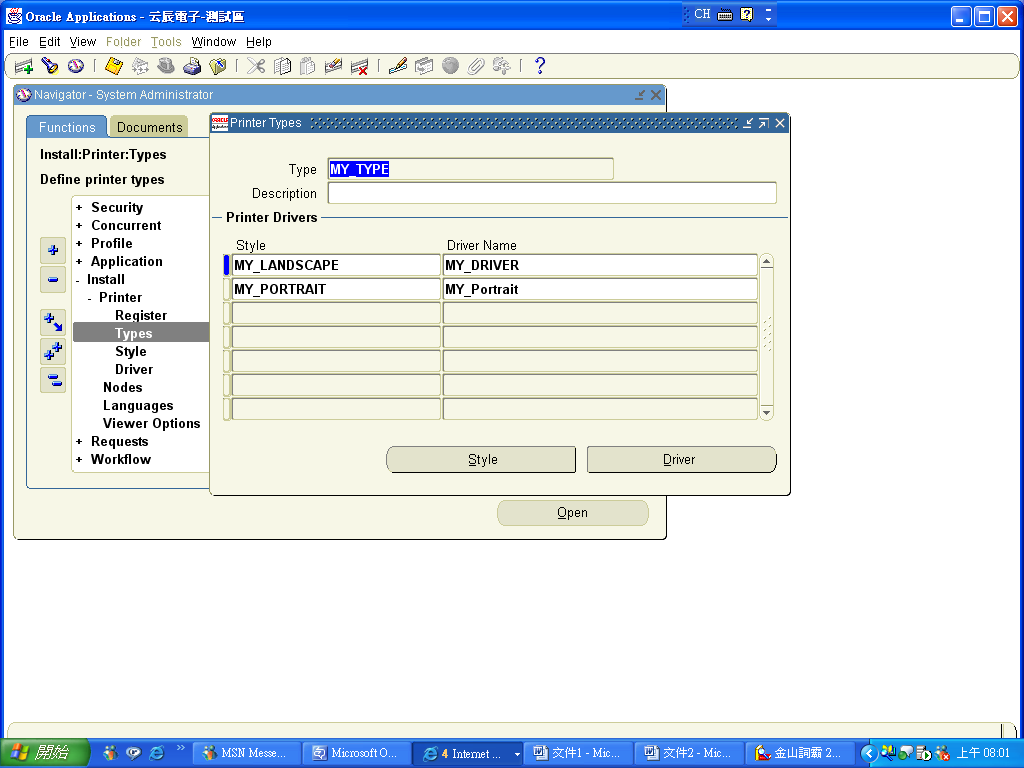 Oracle Applications - 云辰電子-測試區
CH
File Edit View Folder Tools Window Help
Navigator - System Administrator
Functions Documents
Install:Printer:Types
Define printer types
+ Security
+ Concurrent
+ Profile
+ Application
- Install
- Printer
Register
Types
Style
Driver
Nodes
Languages
Viewer Options
+ Requests
+ Workflow
Open
Printer Types
Type MY_TYPE
Description
Printer Drivers
Style Driver Name
MY_LANDSCAPE MY_DRIVER
MY_PORTRAIT MY_Portrait
Style Driver
開始 MSN Messe... Microsoft O... 4 Internet ... 文件1 - Mic... 文件2 - Mic... 金山詞霸 2... 上午 08:01